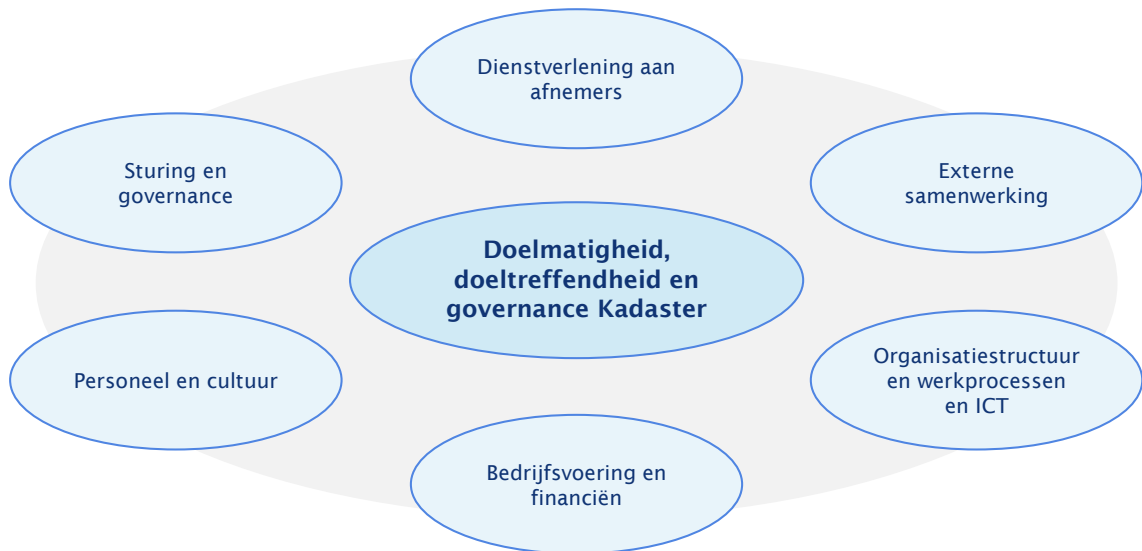 Dienstverlening aan
afnemers
Sturing en
governance
Externe
samenwerking
Doelmatigheid,
doeltreffendheid en
governance Kadaster
Personeel en cultuur
Organisatiestructuur
en werkprocessen
en ICT
Bedrijfsvoering en
financiën